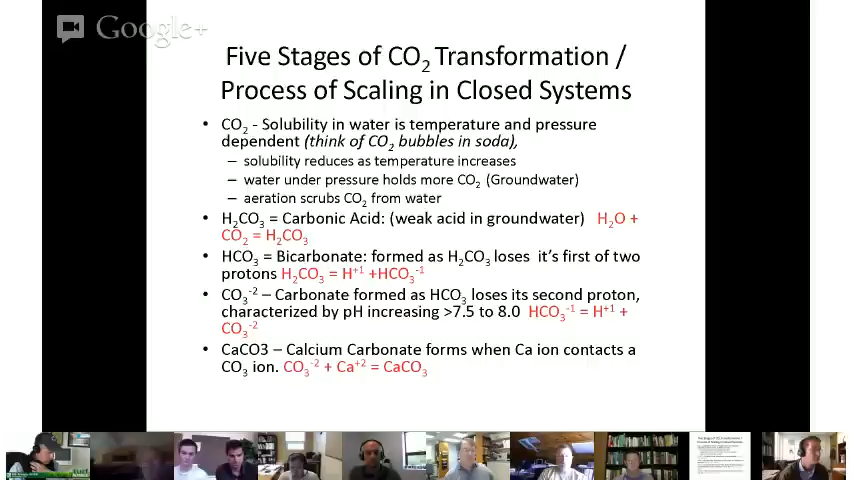 Google+
Five Stages of CO₂ Transformation /
Process of Scaling in Closed Systems
• CO₂ - Solubility in water is temperature and pressure
dependent (think of CO₂ bubbles in soda),
– solubility reduces as temperature increases
– water under pressure holds more CO₂ (Groundwater)
– aeration scrubs CO₂ from water
• H₂CO₃ = Carbonic Acid: (weak acid in groundwater) H₂O +
CO₂ = H₂CO₃
• HCO₃ = Bicarbonate: formed as H₂CO₃ loses it’s first of two
protons H₂CO₃ = H⁺¹ +HCO₃⁻¹
• CO₃⁻² – Carbonate formed as HCO₃ loses its second proton,
characterized by pH increasing >7.5 to 8.0 HCO₃⁻¹ = H⁺¹ +
CO₃⁻²
• CaCO3 – Calcium Carbonate forms when Ca ion contacts a
CO₃ ion. CO₃⁻² + Ca⁺² = CaCO₃